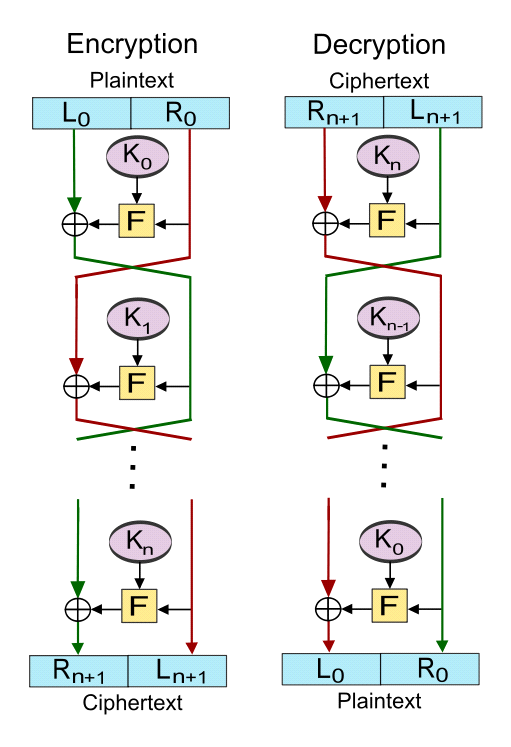 Encryption
Plaintext
L0 R0
K0
F
K1
F
Kn
F
Rn+1 Ln+1
Ciphertext
Decryption
Ciphertext
Rn+1 Ln+1
Kn
F
Kn-1
F
K0
F
L0 R0
Plaintext